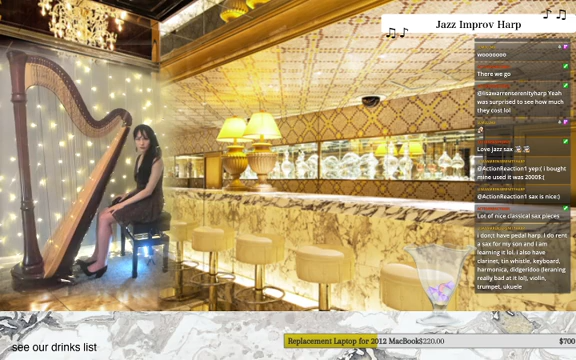 Jazz Improv Harp
wooooooo
There we go
@lisawarrenserenityharp Yeah
was surprised to see how much
they cost lol
Love jazz sax
@ActionReaction1 yep:( i bought
mine used it was 2000$:(
@ActionReaction1 sax is nice:)
Lot of nice classical sax pieces
i don;t have pedal harp. I do rent
a sax for my son and i am
learning it lol. i also have
clarinet, tin whistle, keyboard,
harmonica, didgeridoo (leraning
really bad at it lol), violin,
trumpet, ukuele
Replacement Laptop for 2012 MacBook$220.00
$700
see our drinks list